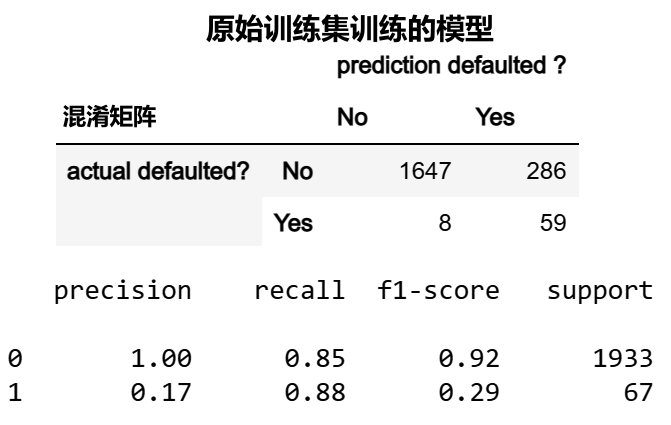 原始训练集训练的模型
prediction defaulted ?
混淆矩阵 No Yes
actual defaulted? No 1647 286
Yes 8 59
precision recall f1-score support
0 1.00 0.85 0.92 1933
1 0.17 0.88 0.29 67